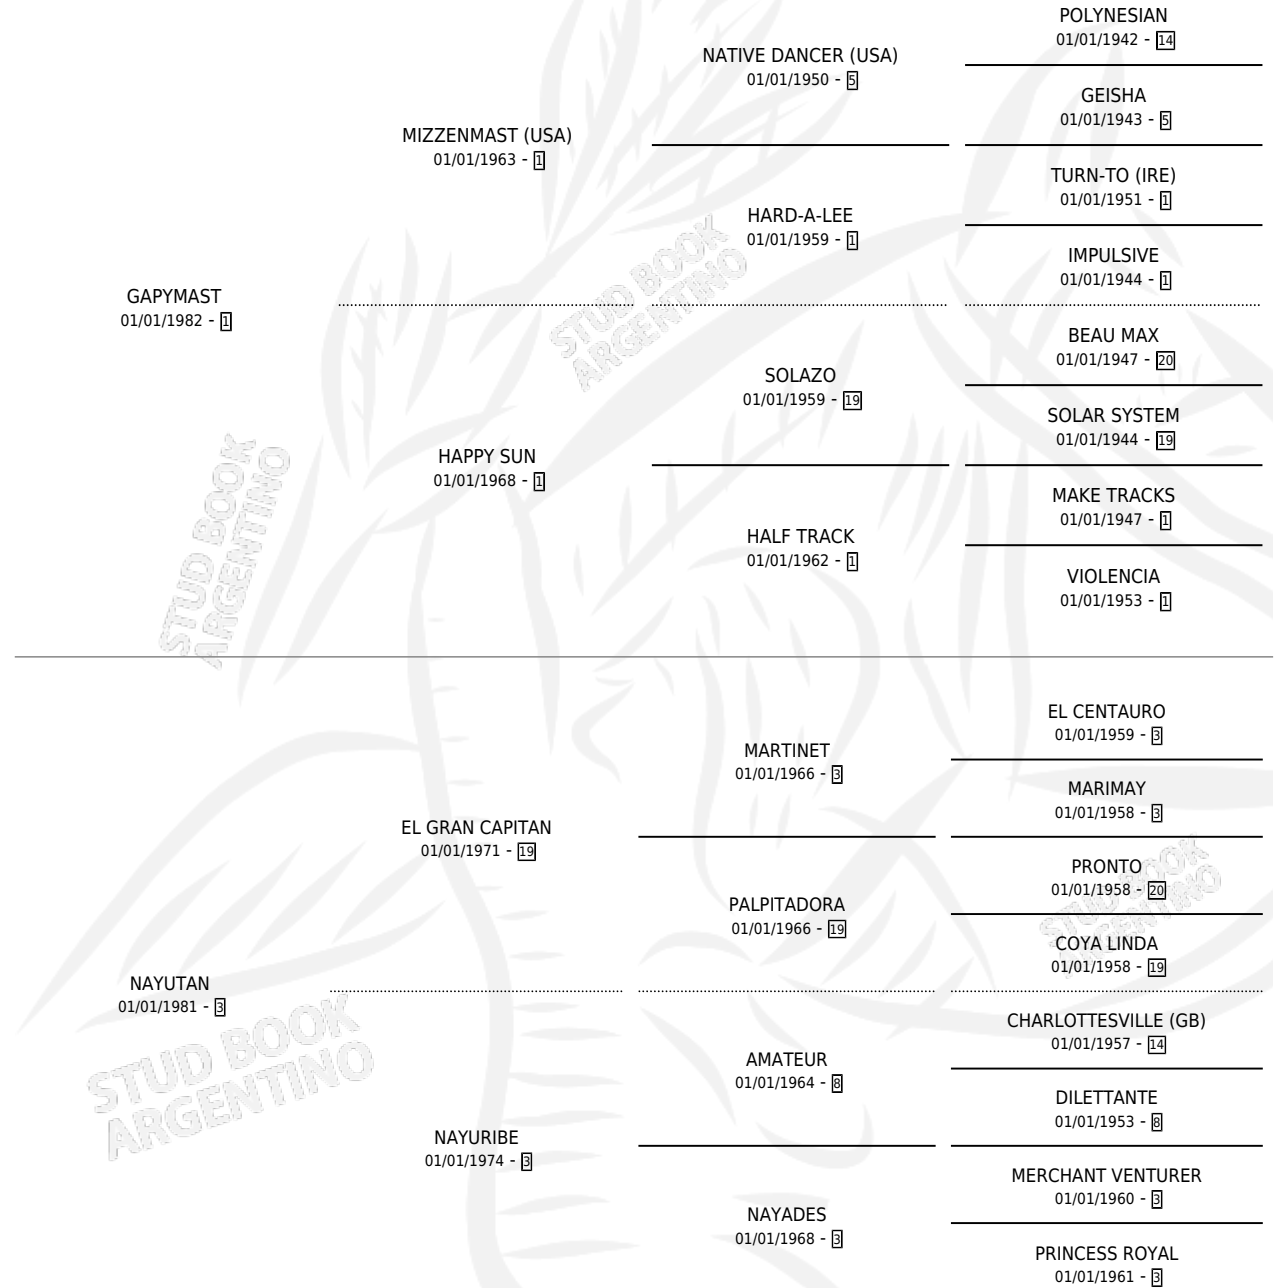 POLYNESIAN
01/01/1942 - 14
NATIVE DANCER (USA)
01/01/1950 - 5
GEISHA
01/01/1943 - 5
MIZZENMAST (USA)
01/01/1963 - 1
TURN-TO (IRE)
01/01/1951 - 1
HARD-A-LEE
01/01/1959 - 1
IMPULSIVE
01/01/1944 - 1
GAPYMAST
01/01/1982 - 1
STUD BOOK
ARGENTINO
BEAU MAX
01/01/1947 - 20
SOLAZO
01/01/1959 - 19
SOLAR SYSTEM
01/01/1944 - 19
HAPPY SUN
01/01/1968 - 1
MAKE TRACKS
01/01/1947 - 1
HALF TRACK
01/01/1962 - 1
VIOLENCIA
01/01/1953 - 1
STUD BOOK
ARGENTINO
EL CENTAURO
01/01/1959 - 3
MARTINET
01/01/1966 - 3
MARIMAY
01/01/1958 - 3
EL GRAN CAPITAN
01/01/1971 - 19
PRONTO
01/01/1958 - 20
PALPITADORA
01/01/1966 - 19
COYA LINDA
01/01/1958 - 19
STUD BOOK
ARGENTINO
NAYUTAN
01/01/1981 - 3
CHARLOTTESVILLE (GB)
01/01/1957 - 14
AMATEUR
01/01/1964 - 8
DILETTANTE
01/01/1953 - 8
STUD BOOK
ARGENTINO
NAYURIBE
01/01/1974 - 3
MERCHANT VENTURER
01/01/1960 - 3
NAYADES
01/01/1968 - 3
PRINCESS ROYAL
01/01/1961 - 3